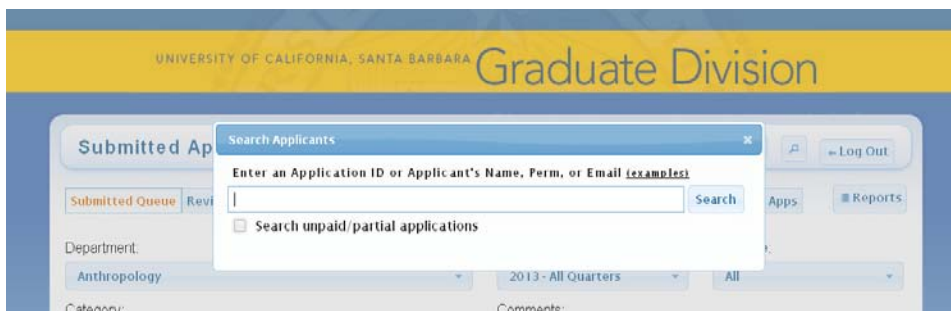 UNIVERSITY OF CALIFORNIA, SANTA BARBARA Graduate Division
Submitted Ap
Search Applicants x
Log Out
Enter an Application ID or Applicant's Name, Perm, or Email (examples)
Search
Submitted Queue Revi
Apps Reports
Search unpaid/partial applications
Department:
Anthropology
2013 - All Quarters
All
Category:
Comments: